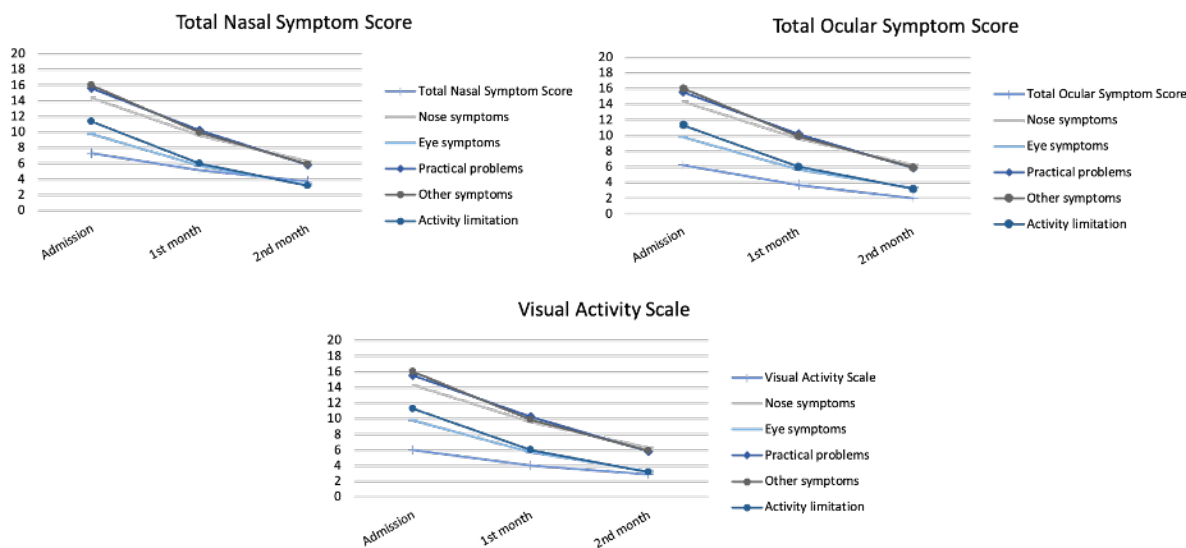 Total Nasal Symptom Score
20
18
16
14
12
10
8
6
4
2
0
Admission
1st month
2nd month
Total Nasal Symptom Score
Nose symptoms
Eye symptoms
Practical problems
Other symptoms
Activity limitation
Total Ocular Symptom Score
20
18
16
14
12
10
8
6
4
2
0
Admission
1st month
2nd month
Total Ocular Symptom Score
Nose symptoms
Eye symptoms
Practical problems
Other symptoms
Activity limitation
Visual Activity Scale
20
18
16
14
12
10
8
6
4
2
0
Admission
1st month
2nd month
Visual Activity Scale
Nose symptoms
Eye symptoms
Practical problems
Other symptoms
Activity limitation